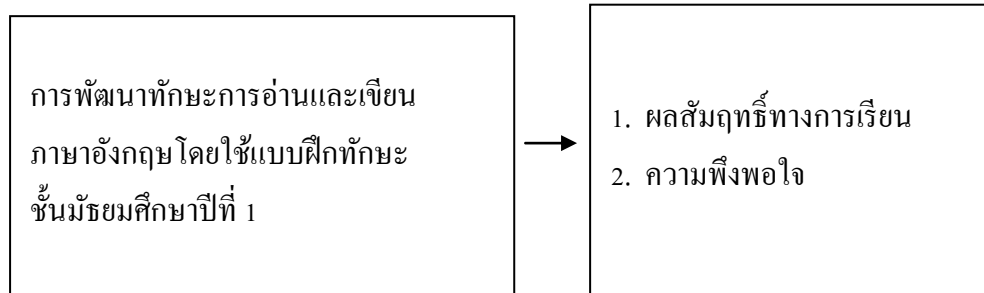 การพัฒนาทักษะการอ่านและเขียน
ภาษาอังกฤษโดยใช้แบบฝึกทักษะ
ชั้นมัธยมศึกษาปีที่ 1
1. ผลสัมฤทธิ์ทางการเรียน
2. ความพึงพอใจ